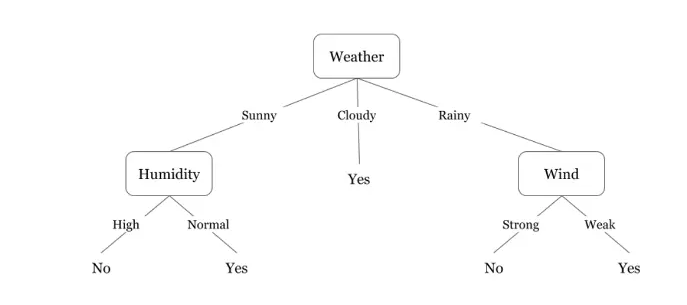 Weather
Sunny Cloudy Rainy
Humidity Yes Wind
High Normal Strong Weak
No Yes No Yes